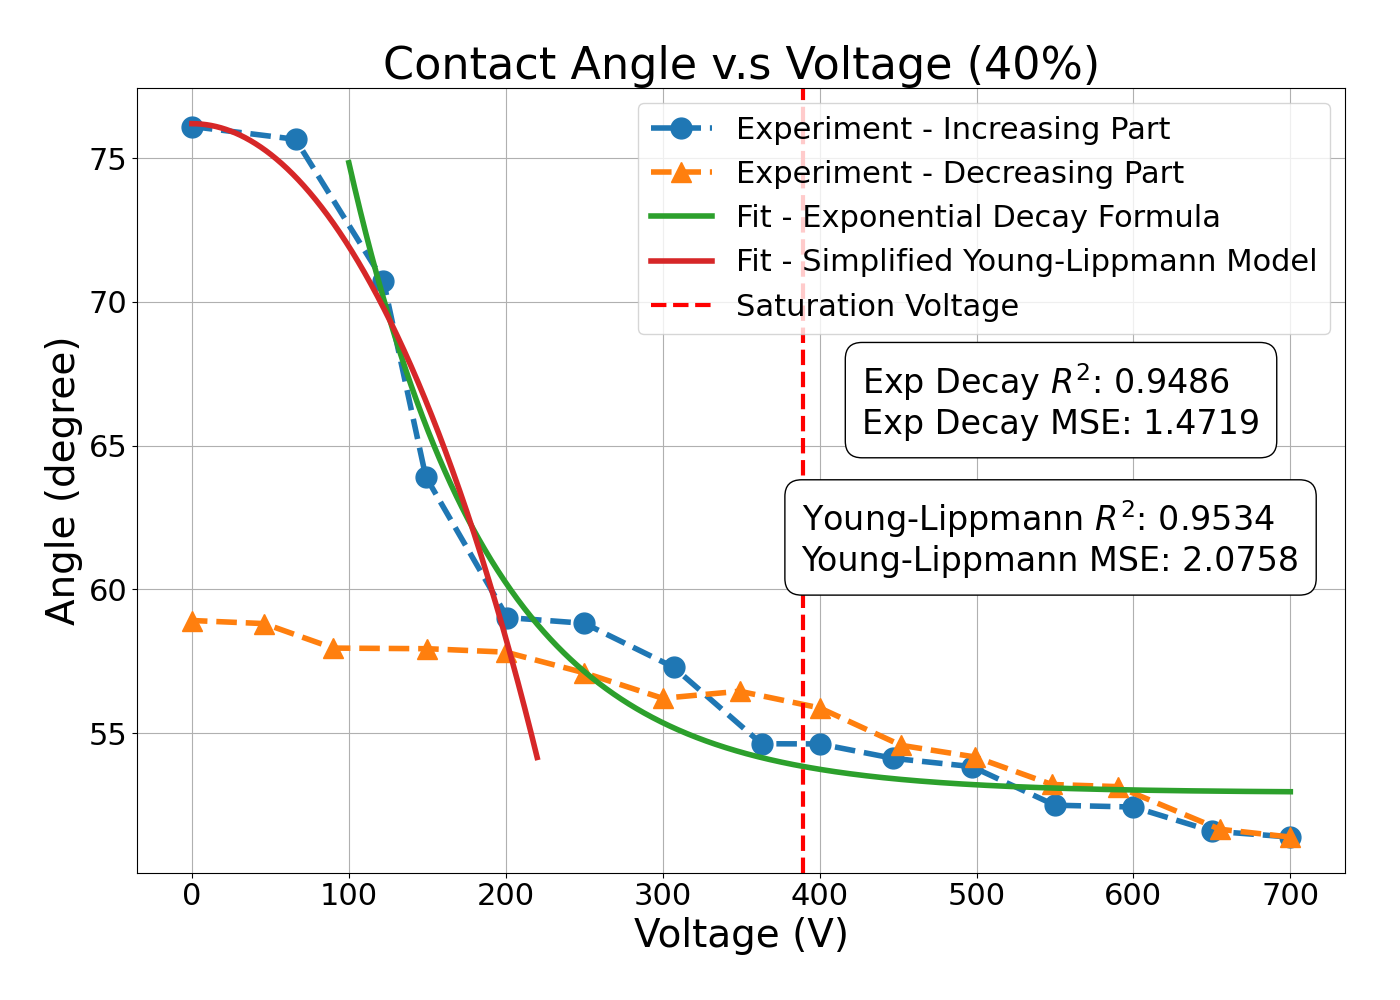 Contact Angle v.s Voltage (40%)
Experiment - Increasing Part
Experiment - Decreasing Part
Fit - Exponential Decay Formula
Fit - Simplified Young-Lippmann Model
Saturation Voltage
Exp Decay R²: 0.9486
Exp Decay MSE: 1.4719
Young-Lippmann R²: 0.9534
Young-Lippmann MSE: 2.0758
Angle (degree)
75
70
65
60
55
0 100 200 300 400 500 600 700
Voltage (V)